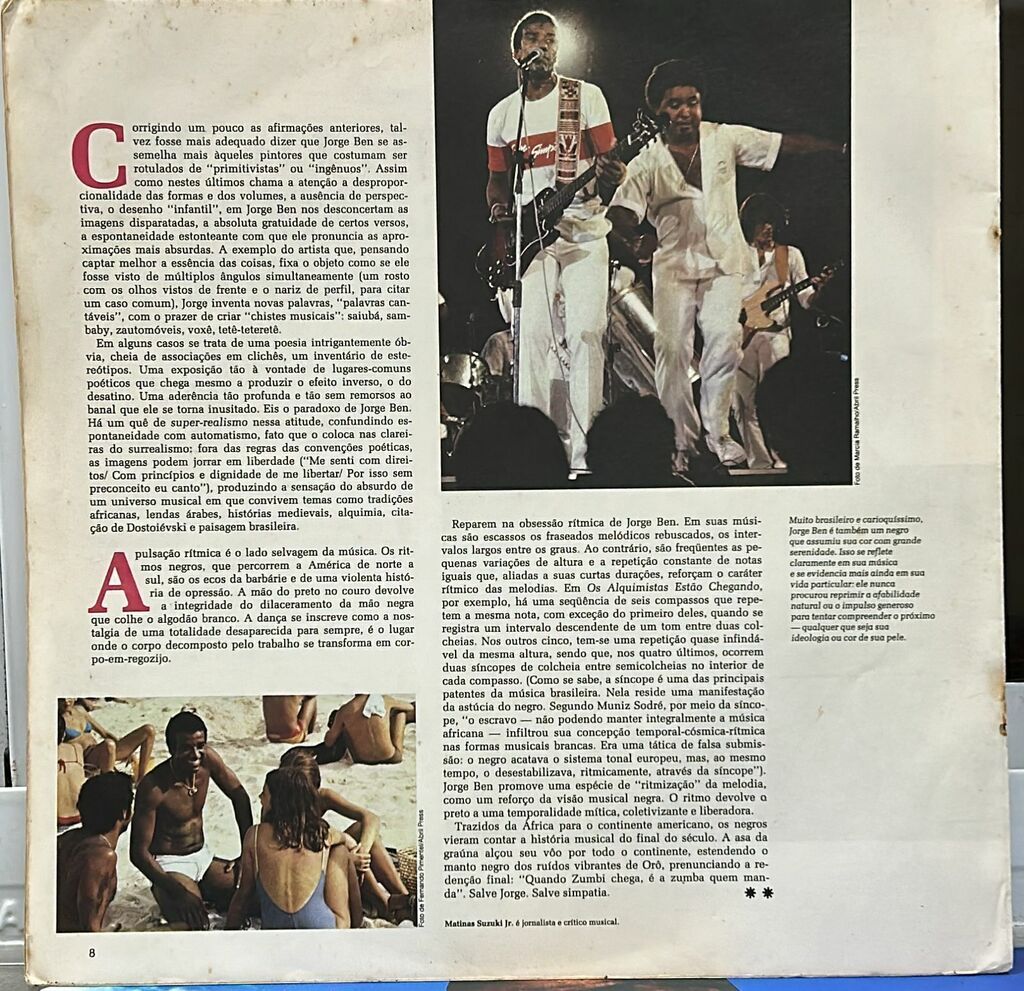 Corrigindo um pouco as afirmações anteriores, tal-
vez fosse mais adequado dizer que Jorge Ben se as-
semelha mais àqueles pintores que costumam ser
rotulados de "primitivistas" ou "ingênuos". Assim
como nestes últimos chama a atenção a despropor-
cionalidade das formas e dos volumes, a ausência de perspec-
tiva, o desenho "infantil", em Jorge Ben nos desconcertam as
imagens disparatadas, a absoluta gratuidade de certos versos,
a espontaneidade estonteante com que ele pronuncia as apro-
ximações mais absurdas. A exemplo do artista que, pensando
captar melhor a essência das coisas, fixa o objeto como se ele
fosse visto de múltiplos ângulos simultaneamente (um rosto
com os olhos vistos de frente e o nariz de perfil, para citar
um caso comum), Jorge inventa novas palavras, "palavras can-
táveis", com o prazer de criar "chistes musicais": saiubá, sam-
baby, zautomóveis, voxê, tetê-teteretê.
Em alguns casos se trata de uma poesia intrigantemente ób-
via, cheia de associações em clichês, um inventário de este-
reótipos. Uma exposição tão à vontade de lugares-comuns
poéticos que chega mesmo a produzir o efeito inverso, o do
desatino. Uma aderência tão profunda e tão sem remorsos ao
banal que ele se torna inusitado. Eis o paradoxo de Jorge Ben.
Há um quê de super-realismo nessa atitude, confundindo es-
pontaneidade com automatismo, fato que o coloca nas clarei-
ras do surrealismo: fora das regras das convenções poéticas,
as imagens podem jorrar em liberdade ("Me senti com direi-
tos/ Com princípios e dignidade de me libertar/ Por isso sem
preconceito eu canto"), produzindo a sensação do absurdo de
um universo musical em que convivem temas como tradições
africanas, lendas árabes, histórias medievais, alquimia, cita-
ção de Dostoiévski e paisagem brasileira.
A pulsação rítmica é o lado selvagem da música. Os rit-
mos negros, que percorrem a América de norte a
sul, são os ecos da barbárie e de uma violenta histó-
ria de opressão. A mão do preto no couro devolve
a integridade do dilaceramento da mão negra
que colhe o algodão branco. A dança se inscreve como a nos-
talgia de uma totalidade desaparecida para sempre, é o lugar
onde o corpo decomposto pelo trabalho se transforma em cor-
po-em-regozijo.
Foto de Fernando Pimentel/Abril Press
8
Foto de Marcia Ramalho/Abril Press
Reparem na obsessão rítmica de Jorge Ben. Em suas músi-
cas são escassos os fraseados melódicos rebuscados, os inter-
valos largos entre os graus. Ao contrário, são freqüentes as pe-
quenas variações de altura e a repetição constante de notas
iguais que, aliadas a suas curtas durações, reforçam o caráter
rítmico das melodias. Em Os Alquimistas Estão Chegando,
por exemplo, há uma seqüência de seis compassos que repe-
tem a mesma nota, com exceção do primeiro deles, quando se
registra um intervalo descendente de um tom entre duas col-
cheias. Nos outros cinco, tem-se uma repetição quase infindá-
vel da mesma altura, sendo que, nos quatro últimos, ocorrem
duas síncopes de colcheia entre semicolcheias no interior de
cada compasso. (Como se sabe, a síncope é uma das principais
patentes da música brasileira. Nela reside uma manifestação
da astúcia do negro. Segundo Muniz Sodré, por meio da sínco-
pe, "o escravo — não podendo manter integralmente a música
africana — infiltrou sua concepção temporal-cósmica-rítmica
nas formas musicais brancas. Era uma tática de falsa submis-
são: o negro acatava o sistema tonal europeu, mas, ao mesmo
tempo, o desestabilizava, ritmicamente, através da síncope").
Jorge Ben promove uma espécie de "ritmização" da melodia,
como um reforço da visão musical negra. O ritmo devolve o
preto a uma temporalidade mítica, coletivizante e liberadora.
Trazidos da África para o continente americano, os negros
vieram contar a história musical do final do século. A asa da
graúna alçou seu vôo por todo o continente, estendendo o
manto negro dos ruídos vibrantes de Orô, prenunciando a re-
denção final: "Quando Zumbi chega, é a zumba quem man-
da". Salve Jorge. Salve simpatia. ✱ ✱
Matinas Suzuki Jr. é jornalista e crítico musical.
Muito brasileiro e carioquíssimo,
Jorge Ben é também um negro
que assumiu sua cor com grande
serenidade. Isso se reflete
claramente em sua música
e se evidencia mais ainda em sua
vida particular: ele nunca
procurou reprimir a afabilidade
natural ou o impulso generoso
para tentar compreender o próximo
— qualquer que seja sua
ideologia ou cor de sua pele.